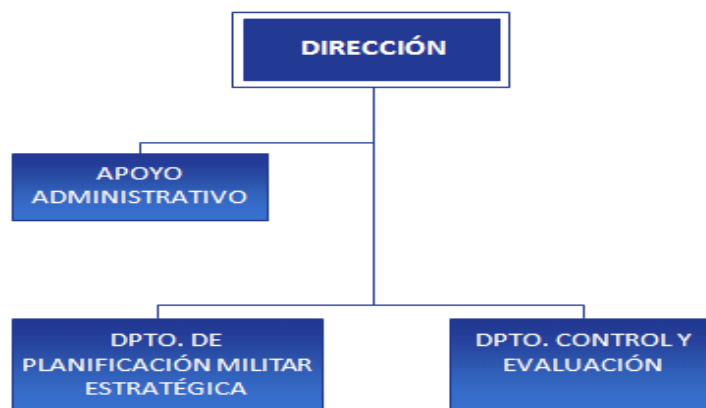 DIRECCIÓN
APOYO
ADMINISTRATIVO
DPTO. DE
PLANIFICACIÓN MILITAR
ESTRATÉGICA
DPTO. CONTROL Y
EVALUACIÓN